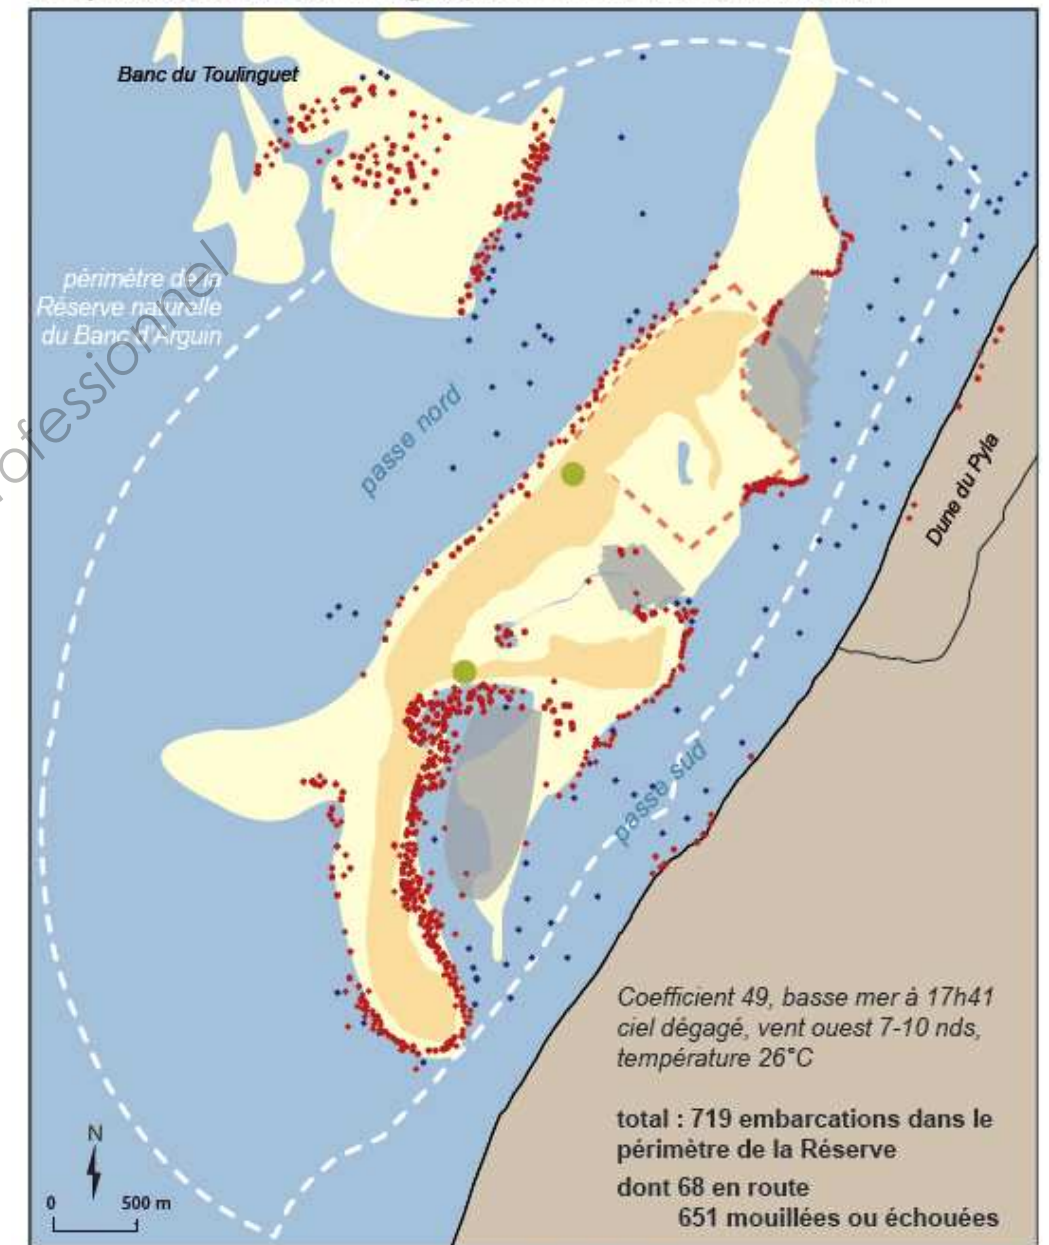 Banc du Toulinguet
périmètre de la
Réserve naturelle
du Banc d'Arguin
passe nord
Dune du Pyla
passe sud
Coefficient 49, basse mer à 17h41
ciel dégagé, vent ouest 7-10 nds,
température 26°C
total : 719 embarcations dans le
périmètre de la Réserve
dont 68 en route
651 mouillées ou échouées
N
0 500 m